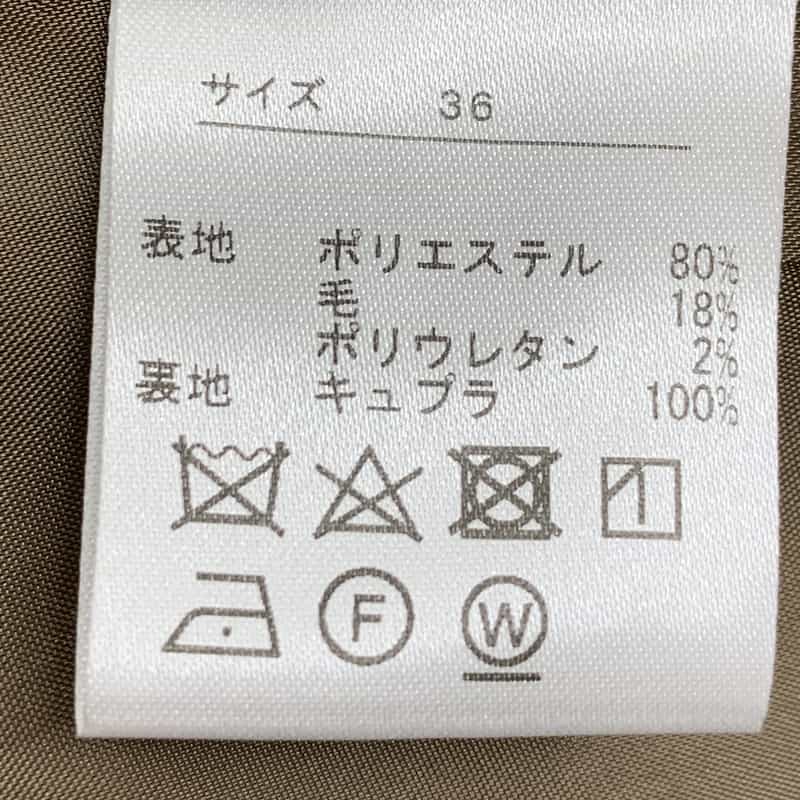 サイズ 36
表地 ポリエステル 80%
毛 18%
ポリウレタン 2%
裏地 キュプラ 100%
F W